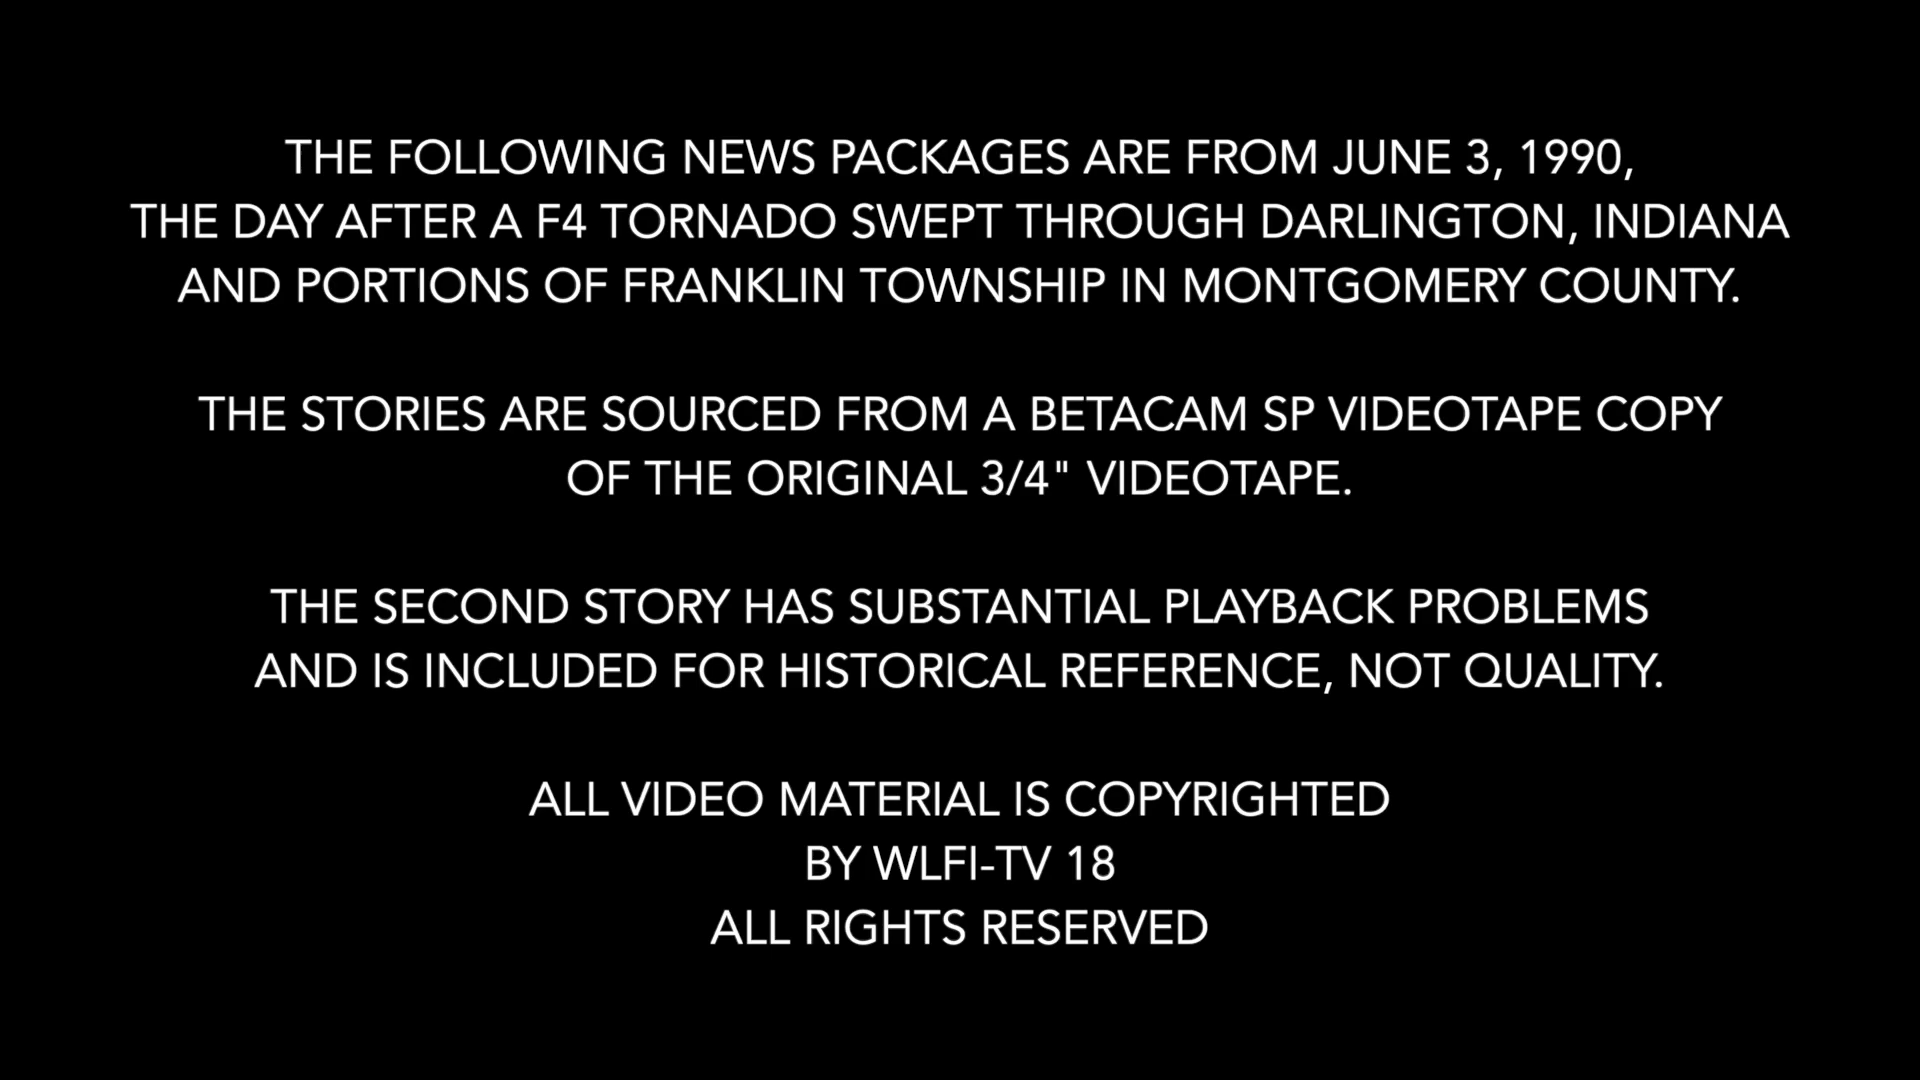 THE FOLLOWING NEWS PACKAGES ARE FROM JUNE 3, 1990,
THE DAY AFTER A F4 TORNADO SWEPT THROUGH DARLINGTON, INDIANA
AND PORTIONS OF FRANKLIN TOWNSHIP IN MONTGOMERY COUNTY.
THE STORIES ARE SOURCED FROM A BETACAM SP VIDEOTAPE COPY
OF THE ORIGINAL 3/4" VIDEOTAPE.
THE SECOND STORY HAS SUBSTANTIAL PLAYBACK PROBLEMS
AND IS INCLUDED FOR HISTORICAL REFERENCE, NOT QUALITY.
ALL VIDEO MATERIAL IS COPYRIGHTED
BY WLFI-TV 18
ALL RIGHTS RESERVED